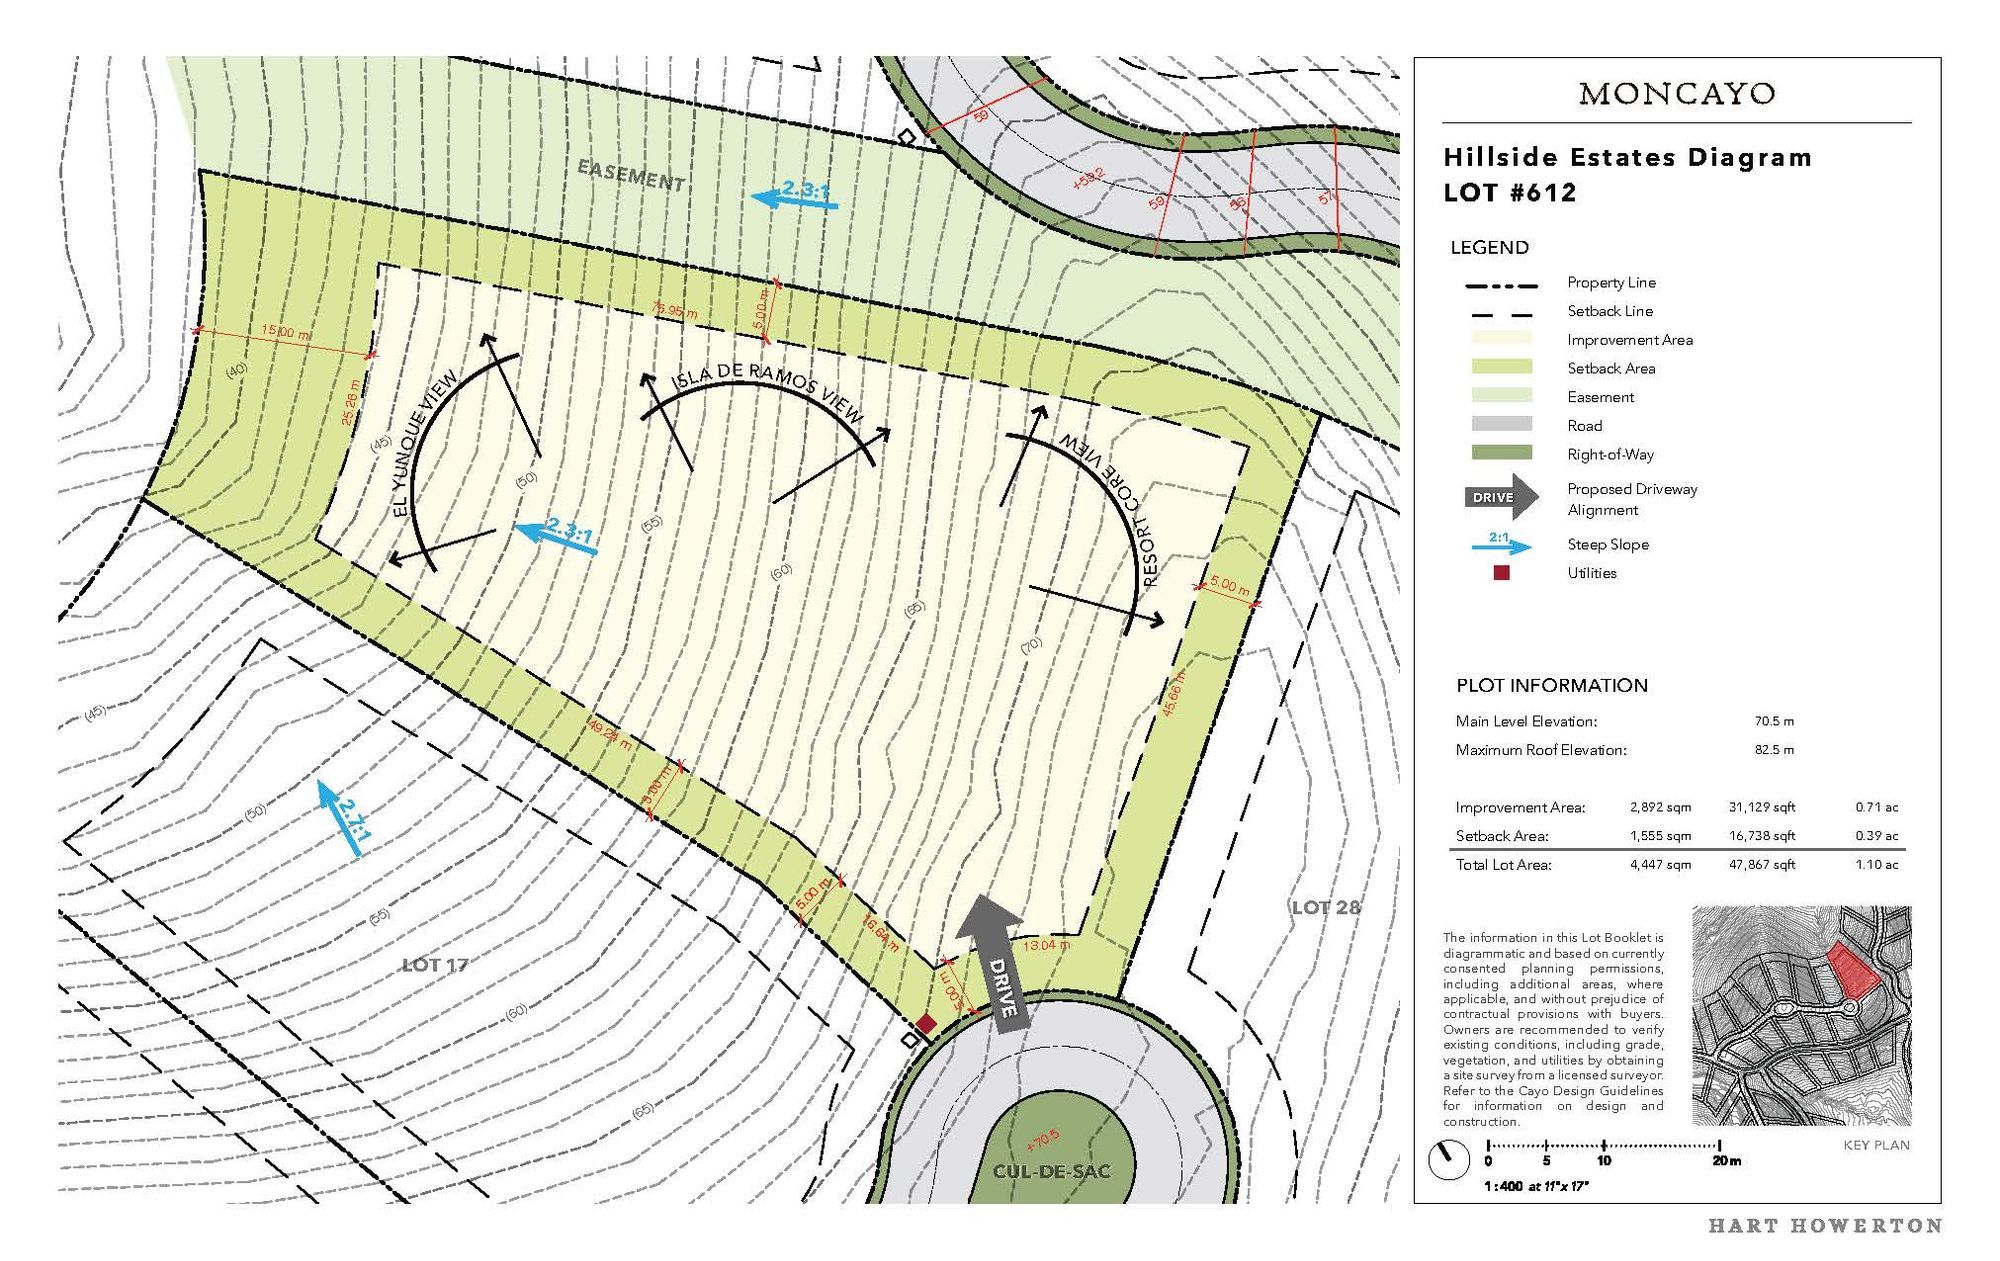 EASEMENT
2.3:1
59
+59.2
59
58
57
15.00 m
75.95 m
5.00 m
(40)
25.26 m
(45)
EL YUNQUE VIEW
ISLA DE RAMOS VIEW
RESORT CORE VIEW
(50)
2.3:1
(55)
(60)
(65)
(70)
5.00 m
45.66 m
49.24 m
5.00 m
(45)
(50)
2.7:1
(55)
LOT 17
(60)
(65)
5.00 m
16.64 m
13.04 m
5.00 m
DRIVE
LOT 28
+70.5
CUL-DE-SAC
MONCAYO
Hillside Estates Diagram
LOT #612
LEGEND
Property Line
Setback Line
Improvement Area
Setback Area
Easement
Road
Right-of-Way
DRIVE Proposed Driveway
Alignment
2:1 Steep Slope
Utilities
PLOT INFORMATION
Main Level Elevation: 70.5 m
Maximum Roof Elevation: 82.5 m
Improvement Area: 2,892 sqm 31,129 sqft 0.71 ac
Setback Area: 1,555 sqm 16,738 sqft 0.39 ac
Total Lot Area: 4,447 sqm 47,867 sqft 1.10 ac
The information in this Lot Booklet is
diagrammatic and based on currently
consented planning permissions,
including additional areas, where
applicable, and without prejudice of
contractual provisions with buyers.
Owners are recommended to verify
existing conditions, including grade,
vegetation, and utilities by obtaining
a site survey from a licensed surveyor.
Refer to the Cayo Design Guidelines
for information on design and
construction.
KEY PLAN
0 5 10 20m
1:400 at 11"x 17"
HART HOWERTON